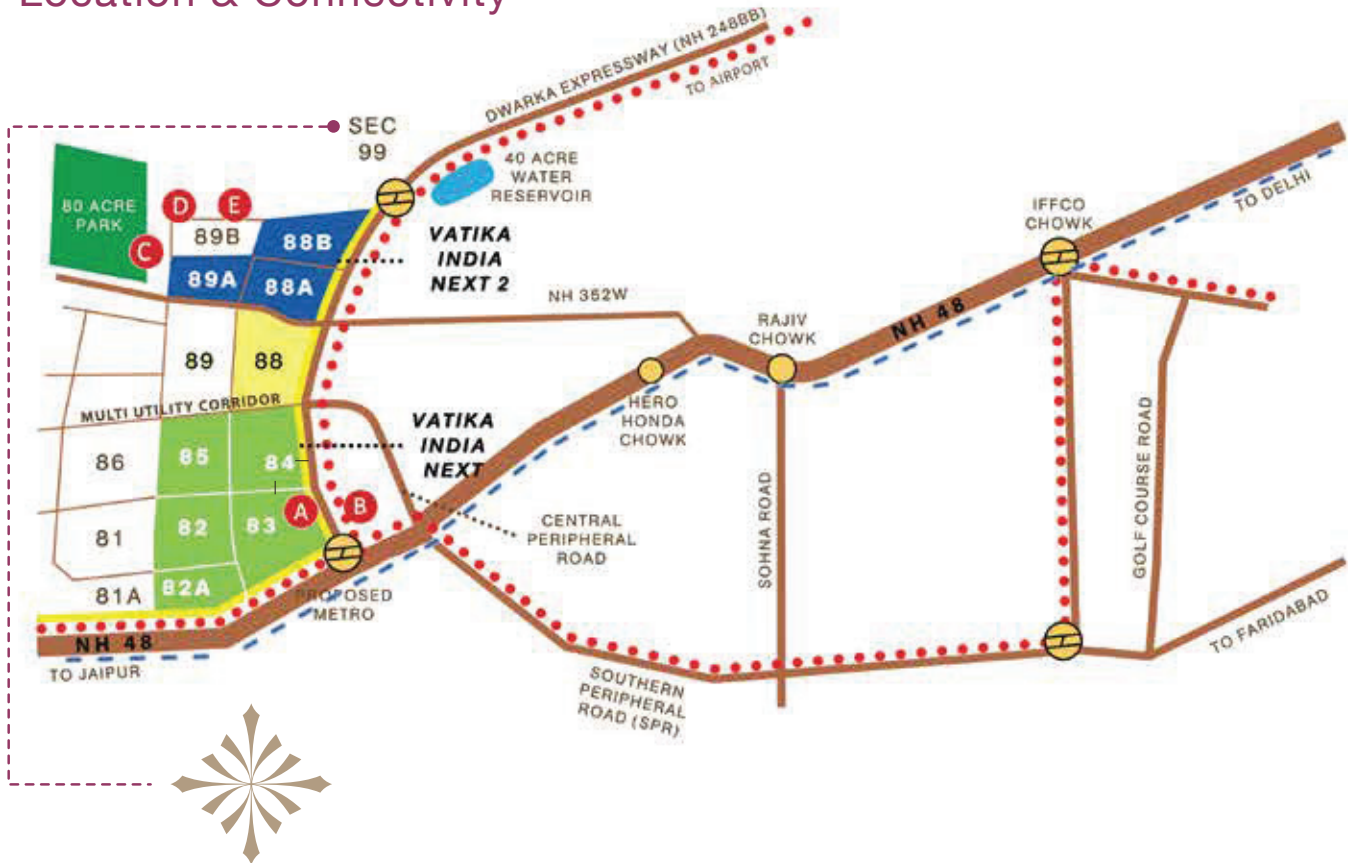 Location & Connectivity
DWARKA EXPRESSWAY (NH 248BB)
TO AIRPORT
SEC
99
40 ACRE
WATER
RESERVOIR
80 ACRE
PARK
D
E
C
89B
88B
89A
88A
VATIKA
INDIA
NEXT 2
IFFCO
CHOWK
TO DELHI
NH 352W
NH 48
RAJIV
CHOWK
89
88
HERO
HONDA
CHOWK
MULTI UTILITY CORRIDOR
VATIKA
INDIA
NEXT
86
85
84
81
82
83
A
B
CENTRAL
PERIPHERAL
ROAD
SOHNA ROAD
GOLF COURSE ROAD
81A
82A
PROPOSED
METRO
NH 48
TO JAIPUR
TO FARIDABAD
SOUTHERN
PERIPHERAL
ROAD (SPR)